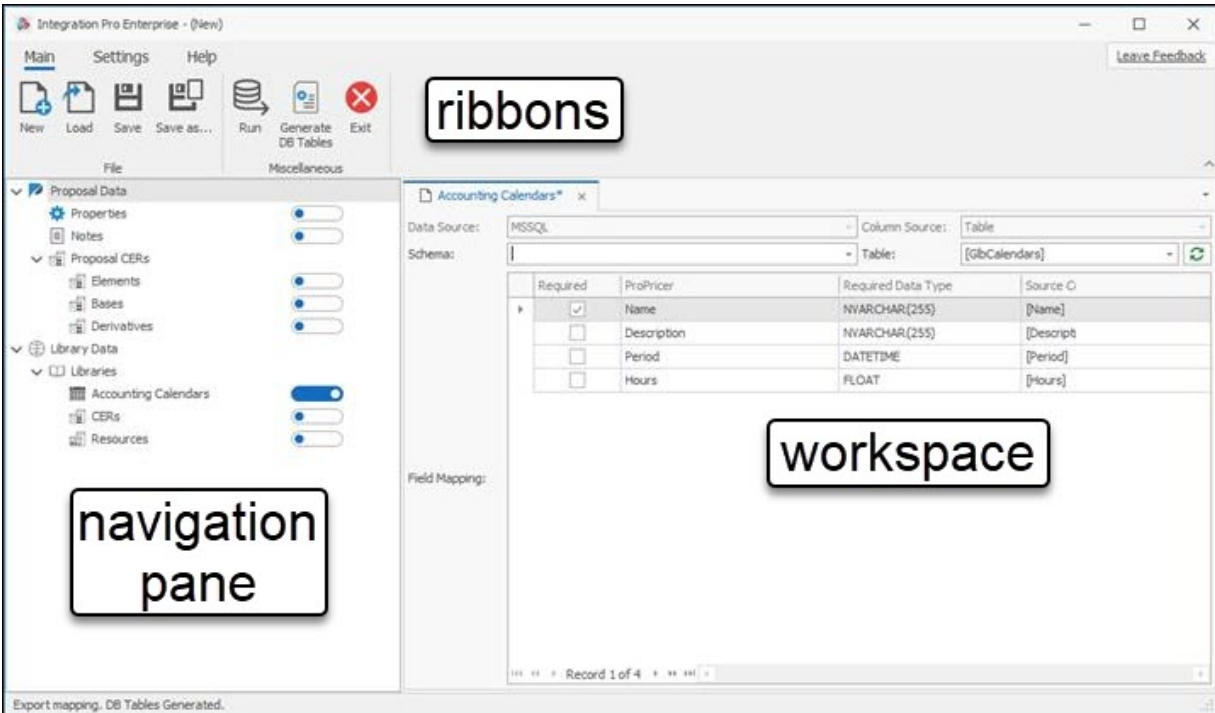 Integration Pro Enterprise - (New)
Main Settings Help
Leave Feedback
New Load Save Save as... Run Generate DB Tables Exit
File Miscellaneous
ribbons
Proposal Data
Properties
Notes
Proposal CERs
Elements
Bases
Derivatives
Library Data
Libraries
Accounting Calendars
CERs
Resources
navigation
pane
Accounting Calendars*
Data Source: MSSQL Column Source: Table
Schema: Table: [GlbCalendars]
Required ProPricer Required Data Type Source C
Name NVARCHAR(255) [Name]
Description NVARCHAR(255) [Descripti
Period DATETIME [Period]
Hours FLOAT [Hours]
workspace
Field Mapping:
Record 1 of 4
Export mapping. DB Tables Generated.